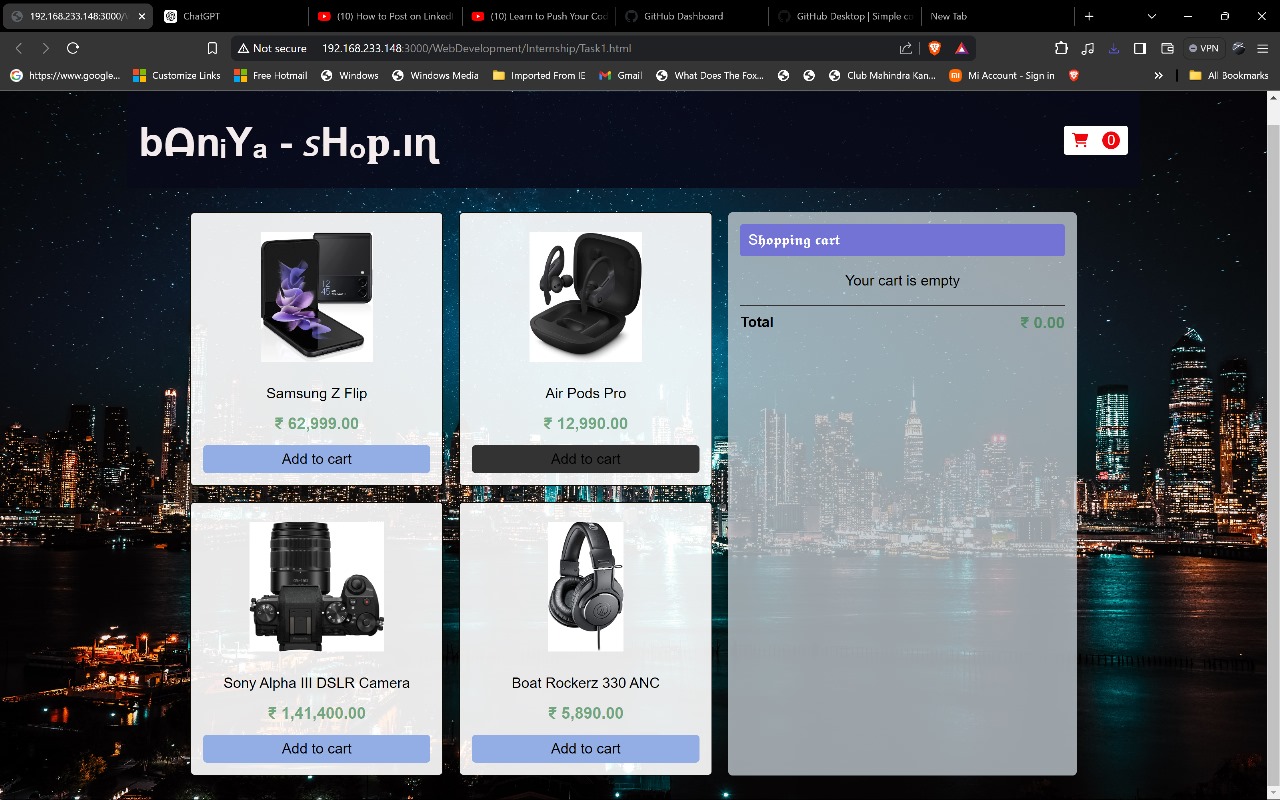 192.168.233.148:3000/
ChatGPT
(10) How to Post on LinkedI
(10) Learn to Push Your Cod
GitHub Dashboard
GitHub Desktop | Simple co
New Tab
Not secure 192.168.233.148:3000/WebDevelopment/Internship/Task1.html
VPN
https://www.google...
Customize Links
Free Hotmail
Windows
Windows Media
Imported From IE
Gmail
What Does The Fox...
Club Mahindra Kan...
Mi Account - Sign in
»
All Bookmarks
bᗩniYa - sHop.ιɳ
0
Samsung Z Flip
₹ 62,999.00
Add to cart
Air Pods Pro
₹ 12,990.00
Add to cart
Sony Alpha III DSLR Camera
₹ 1,41,400.00
Add to cart
Boat Rockerz 330 ANC
₹ 5,890.00
Add to cart
Shopping cart
Your cart is empty
Total ₹ 0.00